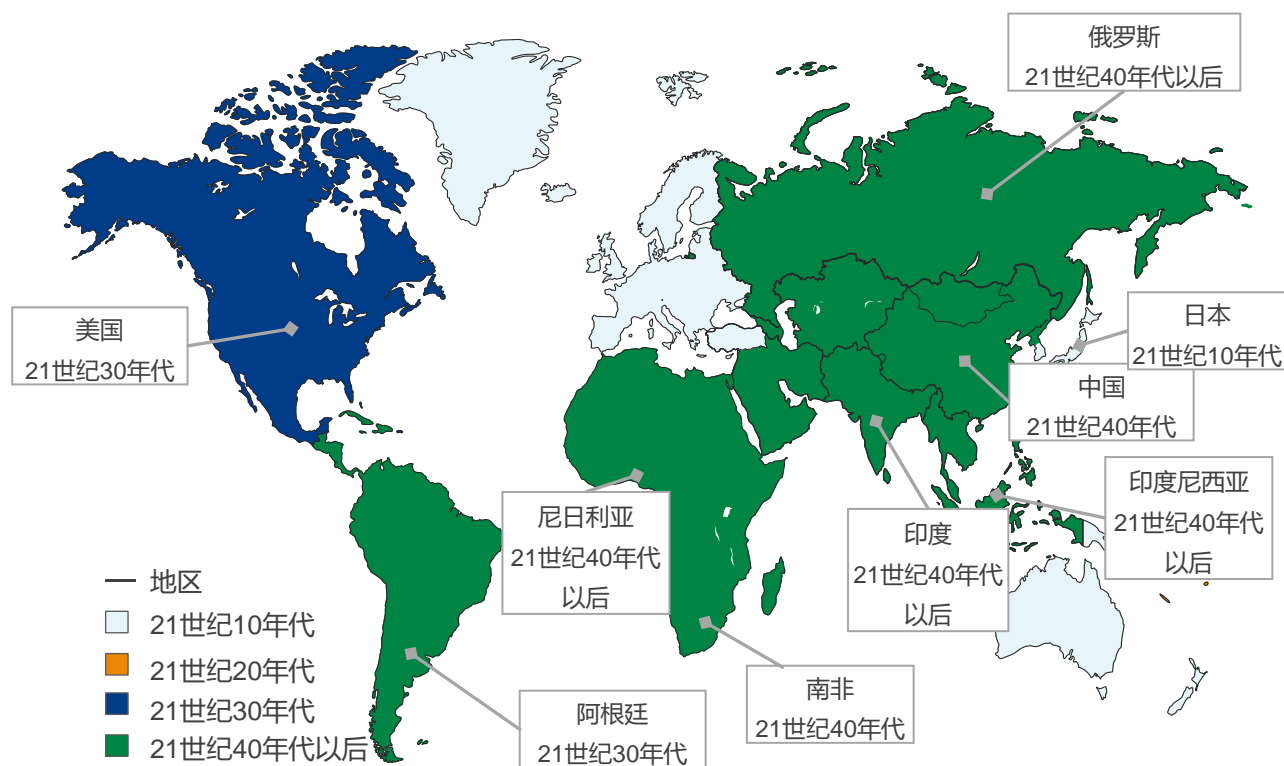 俄罗斯
21世纪40年代以后
美国
21世纪30年代
日本
21世纪10年代
中国
21世纪40年代
印度尼西亚
21世纪40年代
以后
尼日利亚
21世纪40年代
以后
印度
21世纪40年代
以后
南非
21世纪40年代
阿根廷
21世纪30年代
地区
21世纪10年代
21世纪20年代
21世纪30年代
21世纪40年代以后